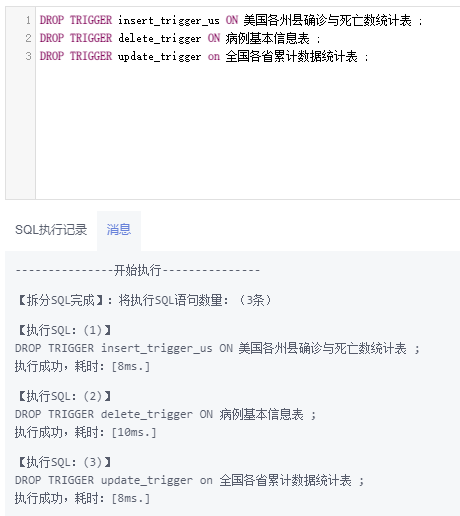 1 DROP TRIGGER insert_trigger_us ON 美国各州县确诊与死亡数统计表 ;
2 DROP TRIGGER delete_trigger ON 病例基本信息表 ;
3 DROP TRIGGER update_trigger on 全国各省累计数据统计表 ;
SQL执行记录 消息
---------------开始执行---------------
【拆分SQL完成】：将执行SQL语句数量：（3条）
【执行SQL：(1)】
DROP TRIGGER insert_trigger_us ON 美国各州县确诊与死亡数统计表 ;
执行成功，耗时：[8ms.]
【执行SQL：(2)】
DROP TRIGGER delete_trigger ON 病例基本信息表 ;
执行成功，耗时：[10ms.]
【执行SQL：(3)】
DROP TRIGGER update_trigger on 全国各省累计数据统计表 ;
执行成功，耗时：[8ms.]